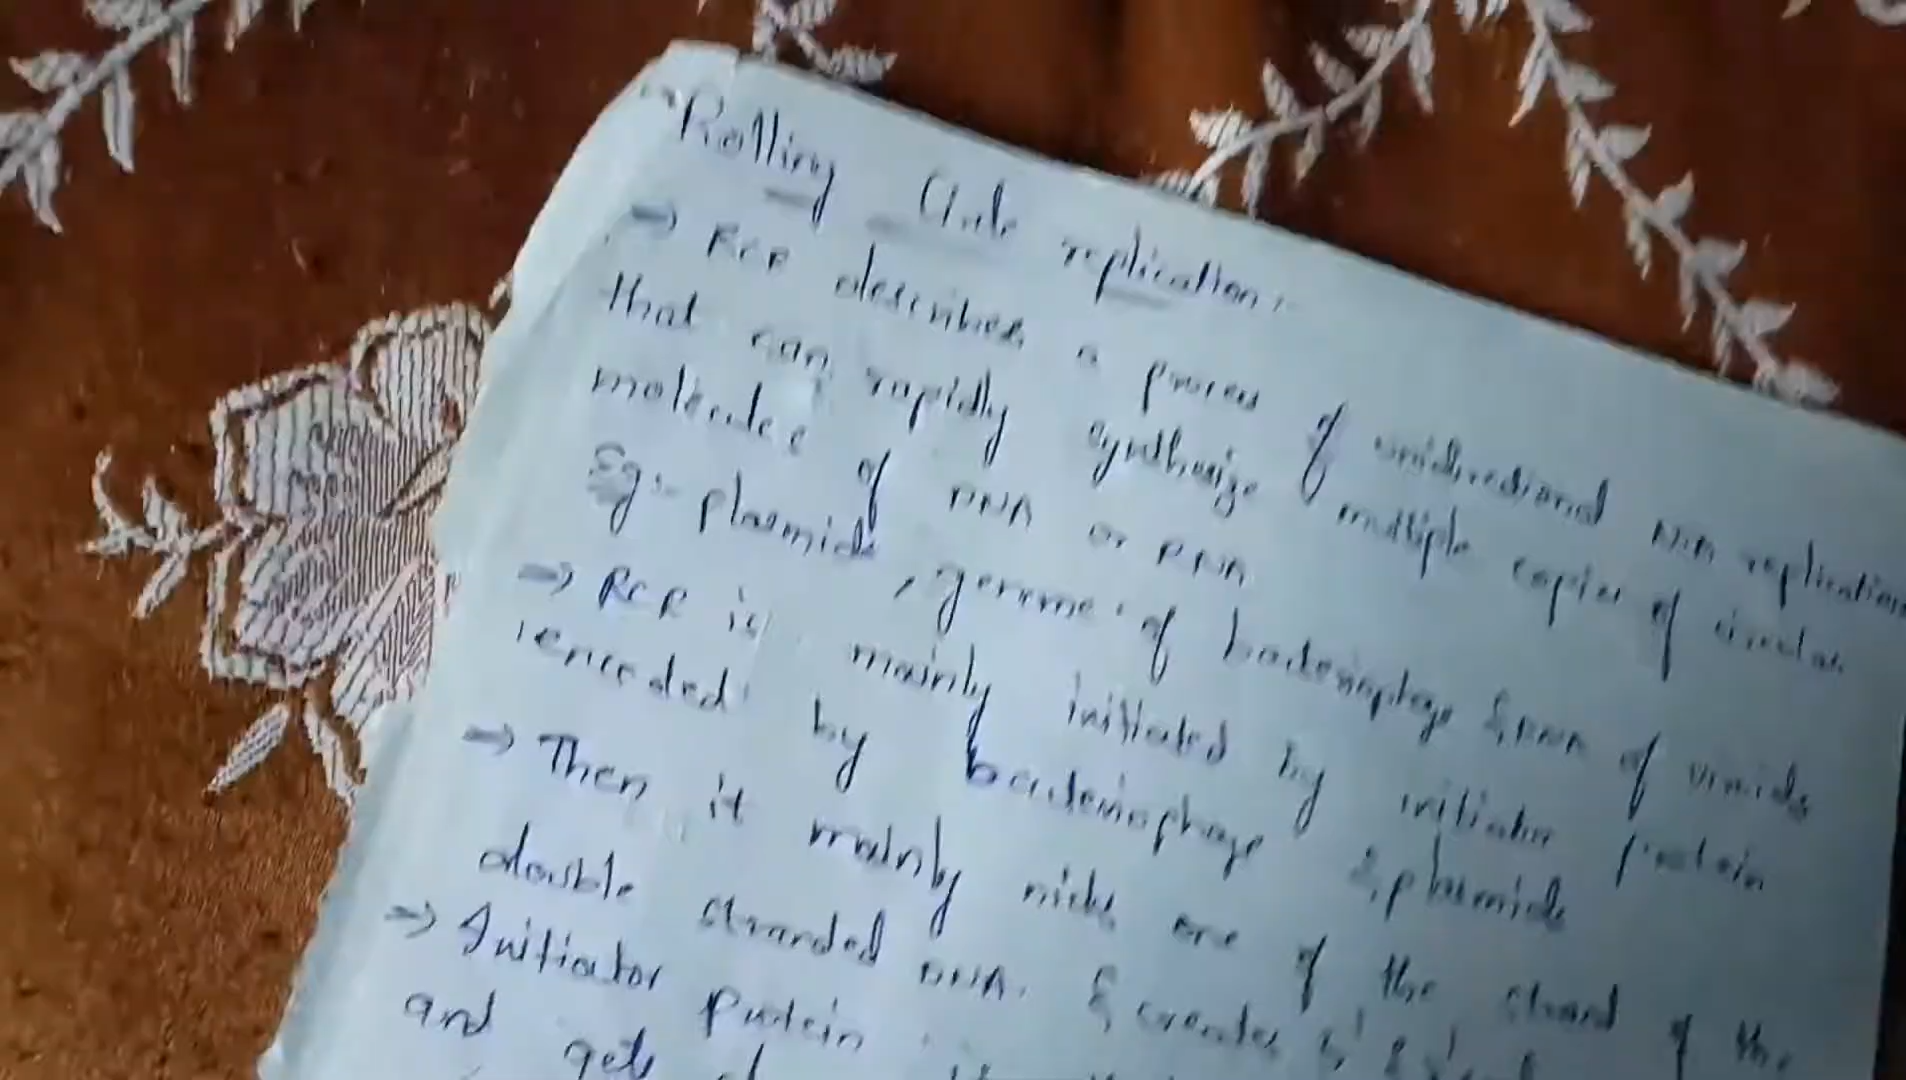 Rolling Circle replication:-
=> RCR describes a process of unidirectional DNA replication
that can rapidly synthesize multiple copies of circular
molecules of DNA or RNA
Eg:- plasmids, genome of bacteriophage & RNA of viroids
=> RCR is mainly initiated by initiator protein
encoded by bacteriophage & plasmids
=> Then it mainly nicks one of the strand of the
double stranded DNA. & creates
=> Initiator Protein
and gets